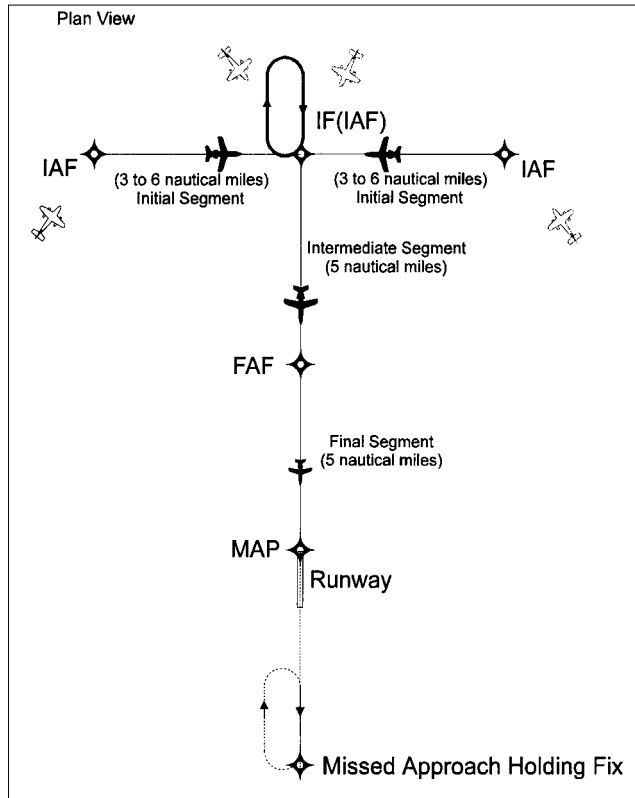 Plan View
IF(IAF)
IAF
IAF
(3 to 6 nautical miles)
Initial Segment
(3 to 6 nautical miles)
Initial Segment
Intermediate Segment
(5 nautical miles)
FAF
Final Segment
(5 nautical miles)
MAP
Runway
Missed Approach Holding Fix